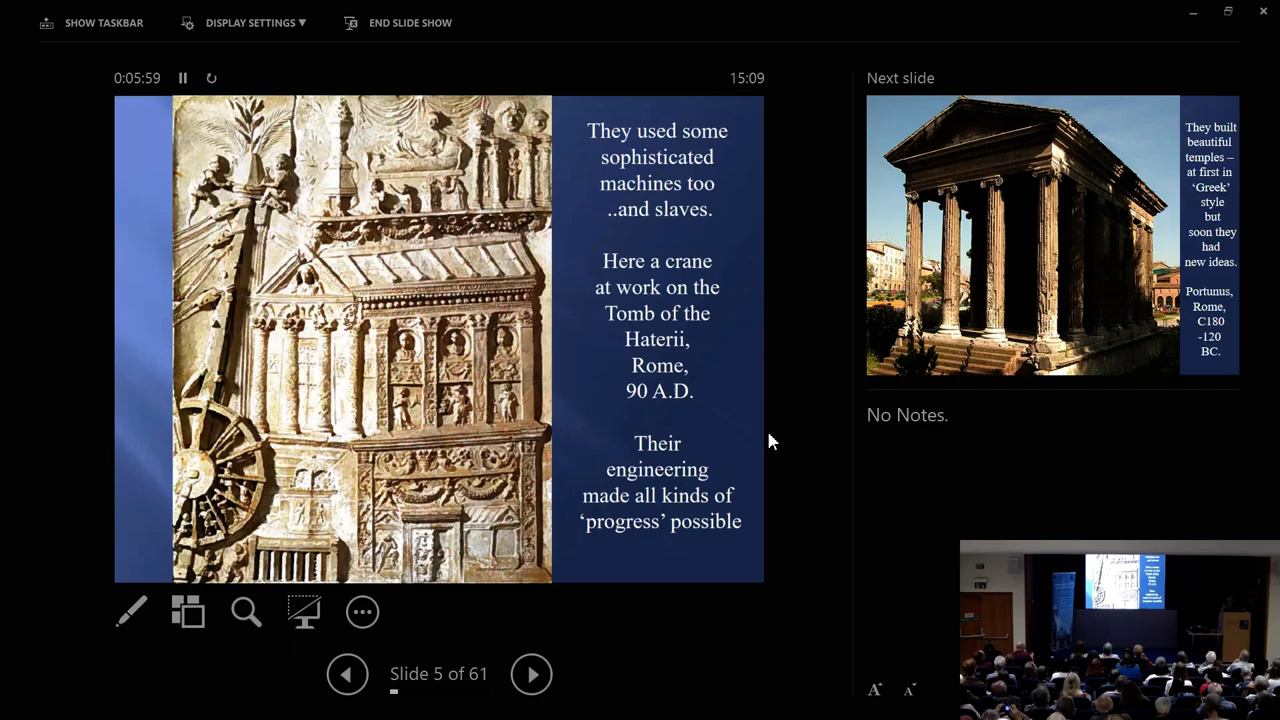 SHOW TASKBAR
DISPLAY SETTINGS ▼
END SLIDE SHOW
0:05:59
15:09
They used some
sophisticated
machines too
..and slaves.
Here a crane
at work on the
Tomb of the
Haterii,
Rome,
90 A.D.
Their
engineering
made all kinds of
‘progress’ possible
Slide 5 of 61
Next slide
They built
beautiful
temples –
at first in
‘Greek’
style
but
soon they
had
new ideas.
Portunus,
Rome,
C180
-120
BC.
No Notes.
A A